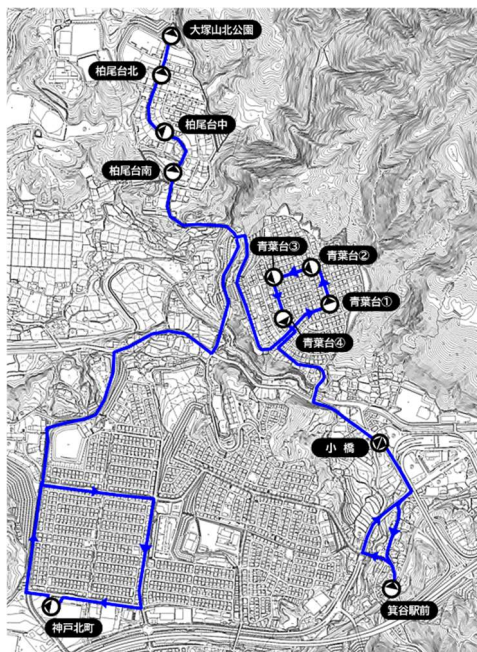 大塚山北公園
柏尾台北
柏尾台中
柏尾台南
青葉台③
青葉台②
青葉台①
青葉台④
小橋
箕谷駅前
神戸北町